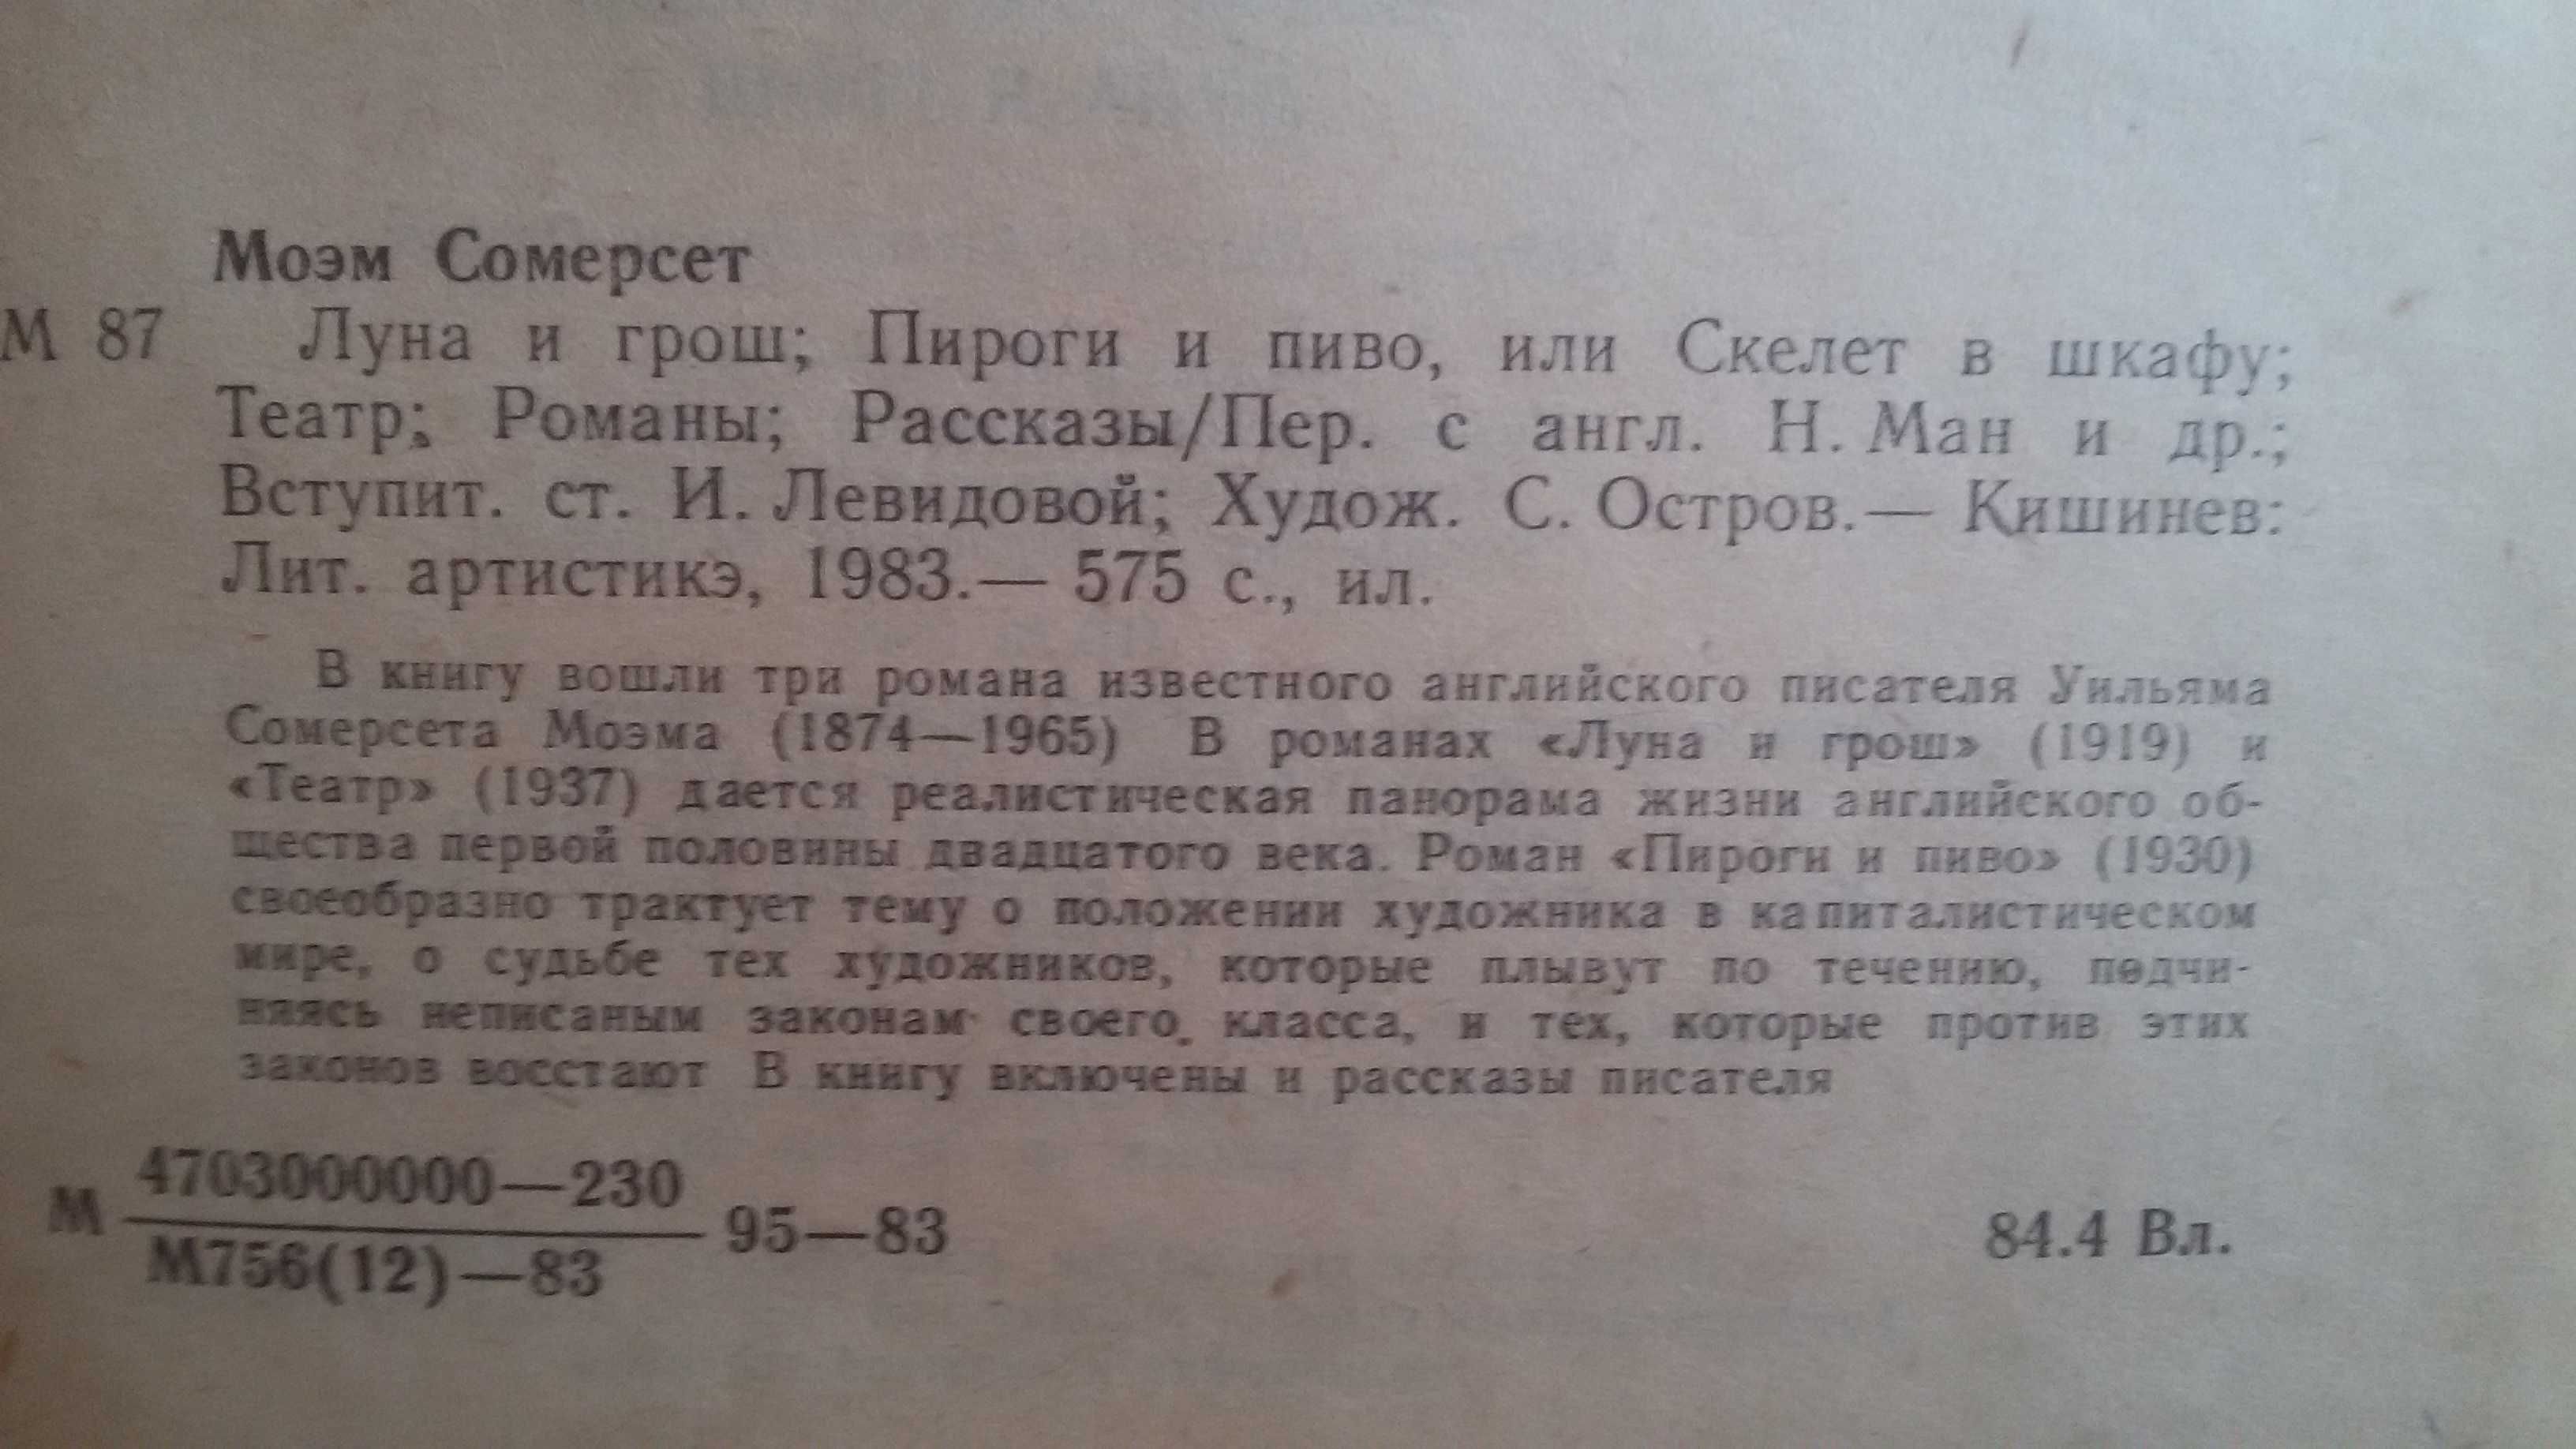 Моэм Сомерсет
М 87 Луна и грош; Пироги и пиво, или Скелет в шкафу;
Театр; Романы; Рассказы/Пер. с англ. Н. Ман и др.;
Вступит. ст. И. Левидовой; Худож. С. Остров.— Кишинев:
Лит. артистикэ, 1983.— 575 с., ил.
В книгу вошли три романа известного английского писателя Уильяма
Сомерсета Моэма (1874—1965) В романах «Луна и грош» (1919) и
«Театр» (1937) дается реалистическая панорама жизни английского об-
щества первой половины двадцатого века. Роман «Пироги и пиво» (1930)
своеобразно трактует тему о положении художника в капиталистическом
мире, о судьбе тех художников, которые плывут по течению, подчи-
няясь неписаным законам своего класса, и тех, которые против этих
законов восстают В книгу включены и рассказы писателя
4703000000—230
М 95—83 84.4 Вл.
М756(12)—83